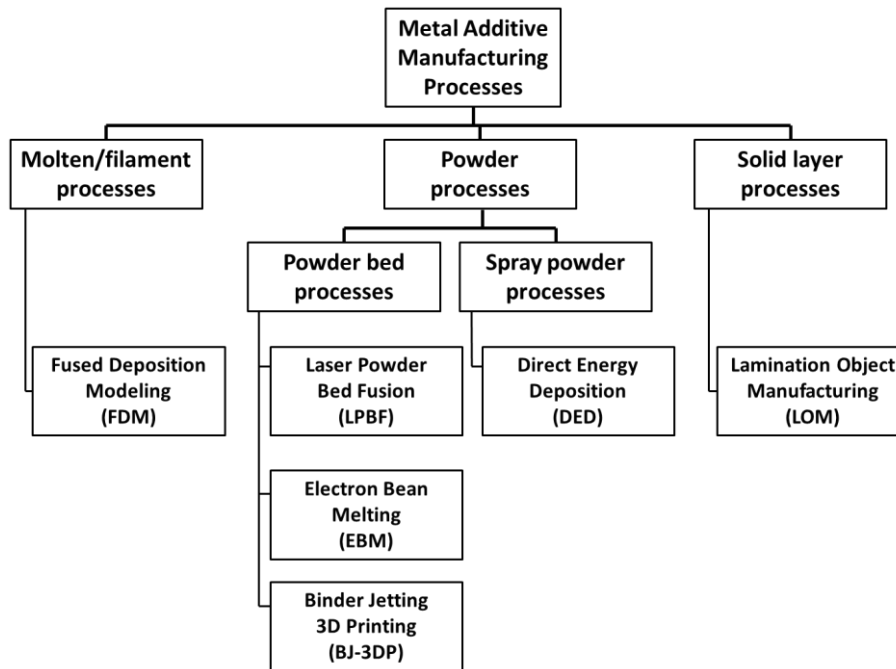 Metal Additive
Manufacturing
Processes
Molten/filament
processes
Powder
processes
Solid layer
processes
Powder bed
processes
Spray powder
processes
Fused Deposition
Modeling
(FDM)
Laser Powder
Bed Fusion
(LPBF)
Direct Energy
Deposition
(DED)
Lamination Object
Manufacturing
(LOM)
Electron Bean
Melting
(EBM)
Binder Jetting
3D Printing
(BJ-3DP)